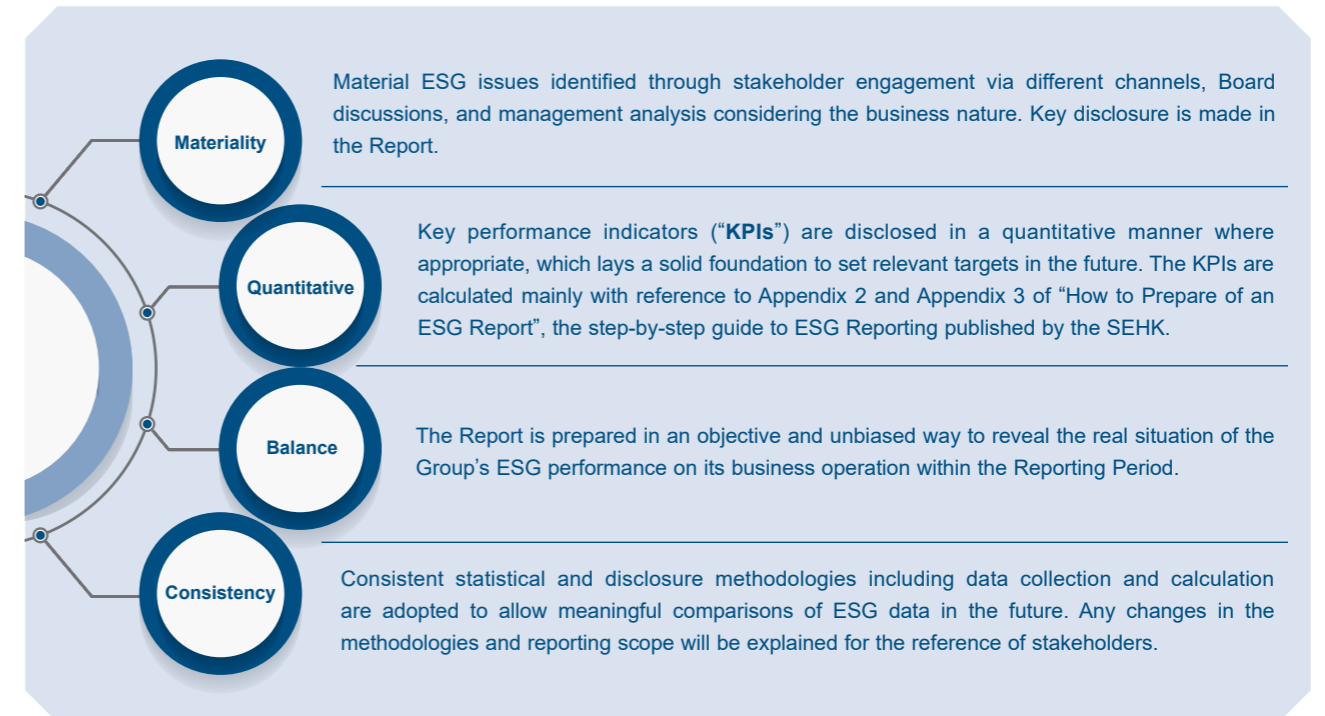 Materiality
Material ESG issues identified through stakeholder engagement via different channels, Board
discussions, and management analysis considering the business nature. Key disclosure is made in
the Report.
Quantitative
Key performance indicators (“KPIs”) are disclosed in a quantitative manner where
appropriate, which lays a solid foundation to set relevant targets in the future. The KPIs are
calculated mainly with reference to Appendix 2 and Appendix 3 of “How to Prepare of an
ESG Report”, the step-by-step guide to ESG Reporting published by the SEHK.
Balance
The Report is prepared in an objective and unbiased way to reveal the real situation of the
Group’s ESG performance on its business operation within the Reporting Period.
Consistency
Consistent statistical and disclosure methodologies including data collection and calculation
are adopted to allow meaningful comparisons of ESG data in the future. Any changes in the
methodologies and reporting scope will be explained for the reference of stakeholders.